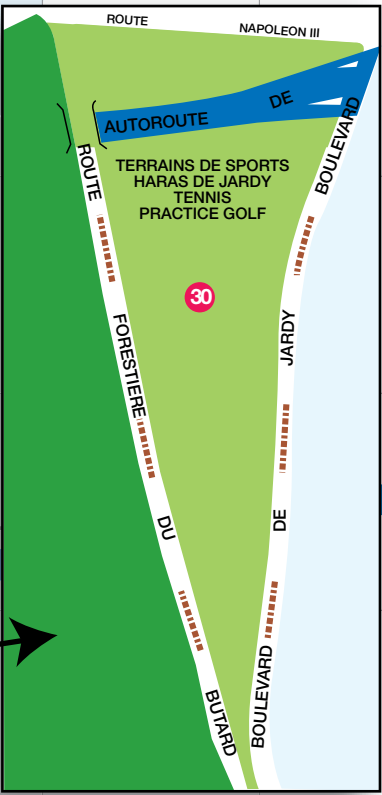 ROUTE NAPOLEON III
AUTOROUTE DE
TERRAINS DE SPORTS
HARAS DE JARDY
TENNIS
PRACTICE GOLF
30
ROUTE FORESTIERE DU BUTARD
BOULEVARD DE JARDY BOULEVARD